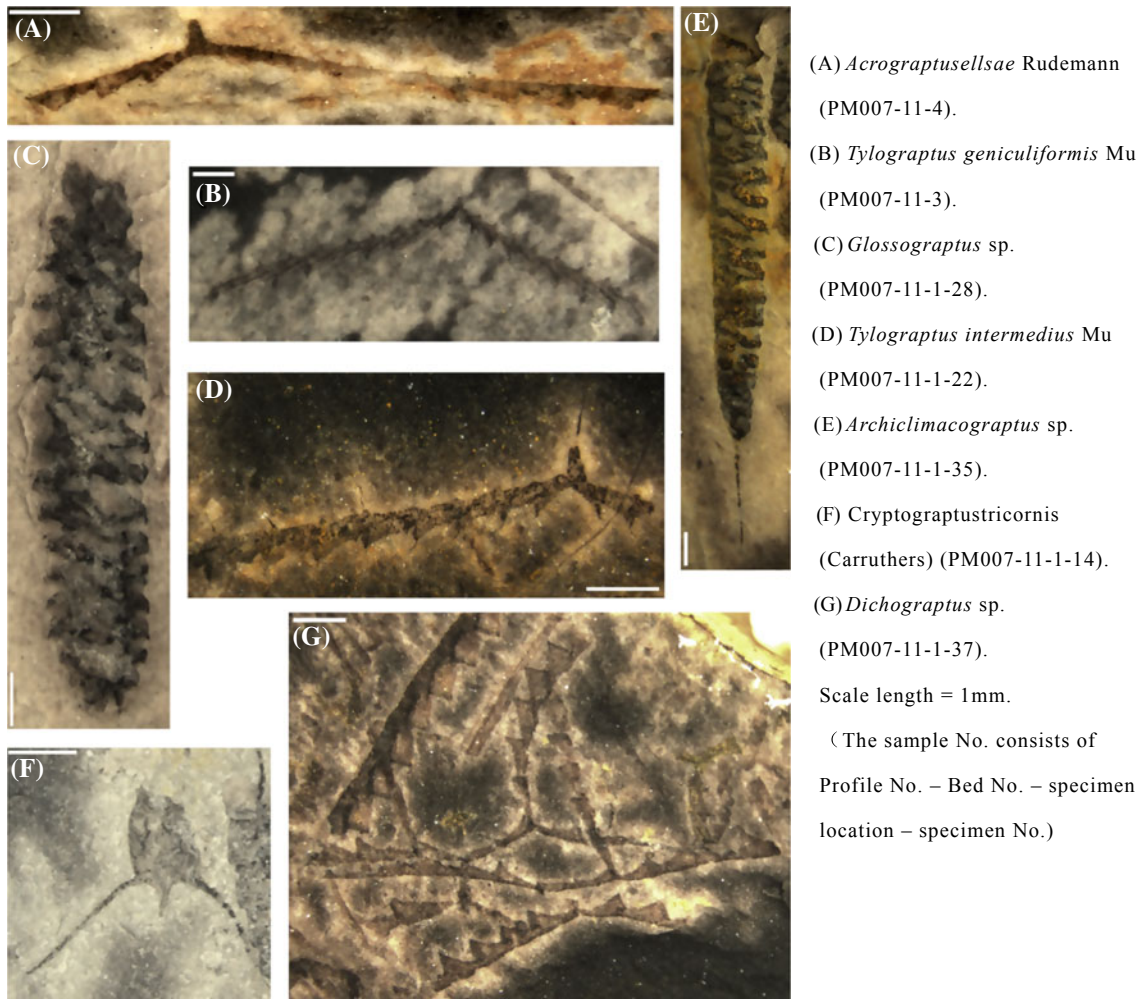 (A)
(E)
(C)
(B)
(D)
(G)
(F)
(A) Acrograptusellsae Rudemann
(PM007-11-4).
(B) Tylograptus geniculiformis Mu
(PM007-11-3).
(C) Glossograptus sp.
(PM007-11-1-28).
(D) Tylograptus intermedius Mu
(PM007-11-1-22).
(E) Archiclimacograptus sp.
(PM007-11-1-35).
(F) Cryptograptustricornis
(Carruthers) (PM007-11-1-14).
(G) Dichograptus sp.
(PM007-11-1-37).
Scale length = 1mm.
（The sample No. consists of
Profile No. – Bed No. – specimen
location – specimen No.)